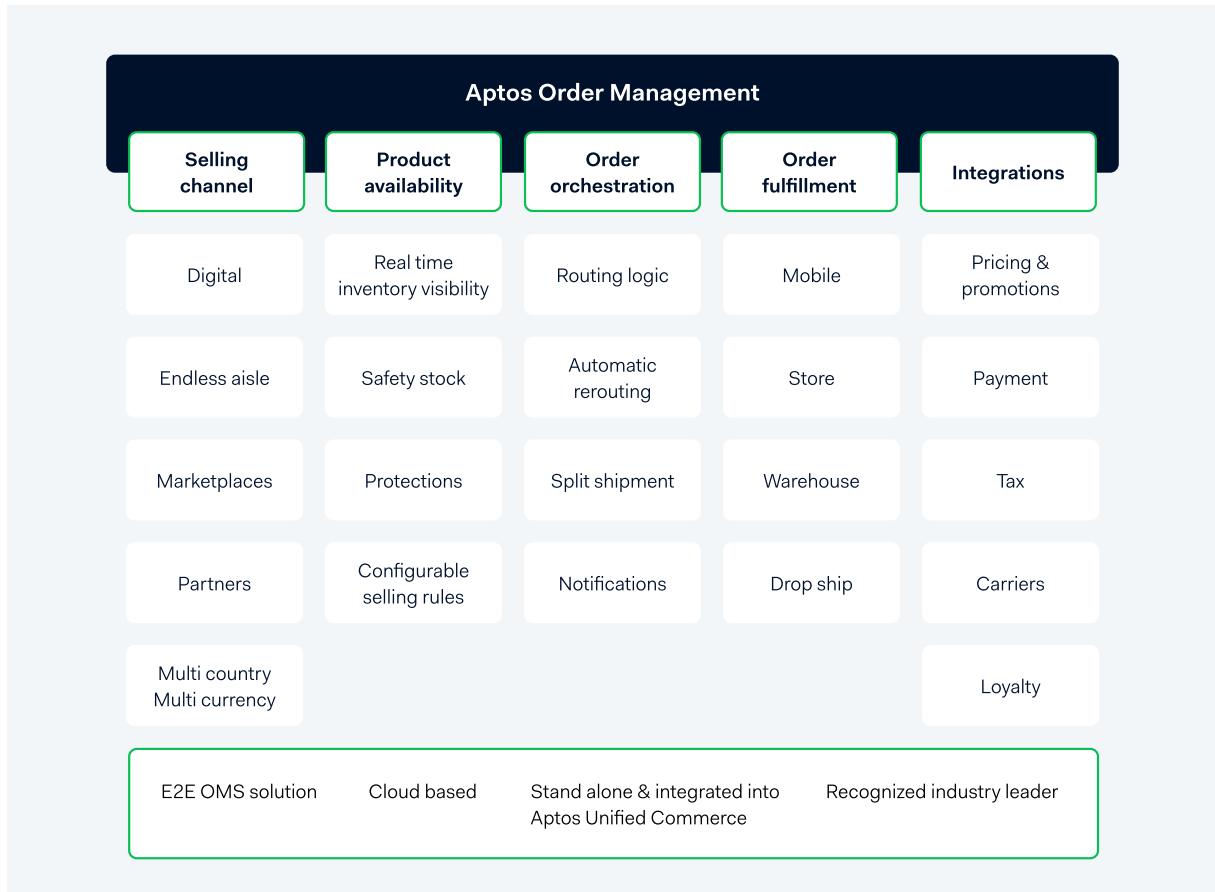 Aptos Order Management
Selling
channel
Product
availability
Order
orchestration
Order
fulfillment
Integrations
Digital
Real time
inventory visibility
Routing logic
Mobile
Pricing &
promotions
Endless aisle
Safety stock
Automatic
rerouting
Store
Payment
Marketplaces
Protections
Split shipment
Warehouse
Tax
Partners
Configurable
selling rules
Notifications
Drop ship
Carriers
Multi country
Multi currency
Loyalty
E2E OMS solution
Cloud based
Stand alone & integrated into
Aptos Unified Commerce
Recognized industry leader